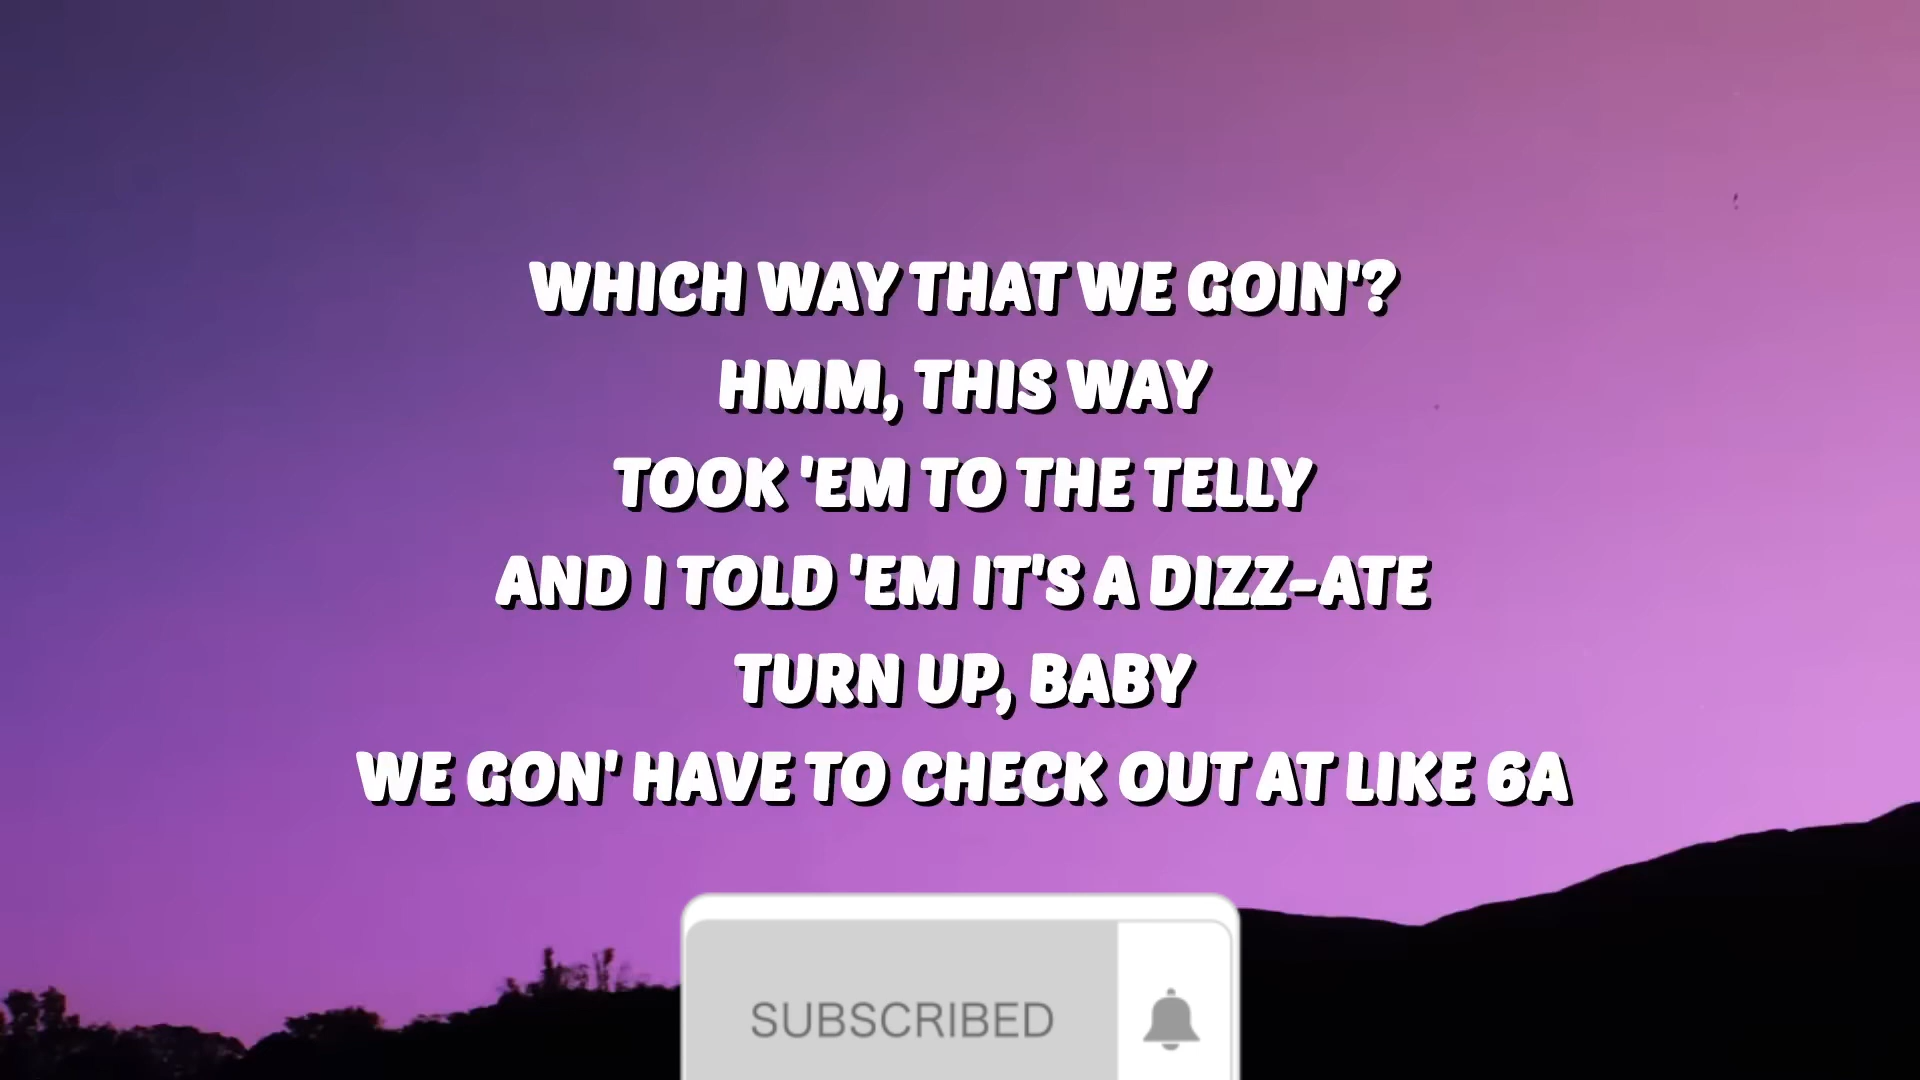 WHICH WAY THAT WE GOIN'?
HMM, THIS WAY
TOOK 'EM TO THE TELLY
AND I TOLD 'EM IT'S A DIZZ-ATE
TURN UP, BABY
WE GON' HAVE TO CHECK OUT AT LIKE 6A
SUBSCRIBED